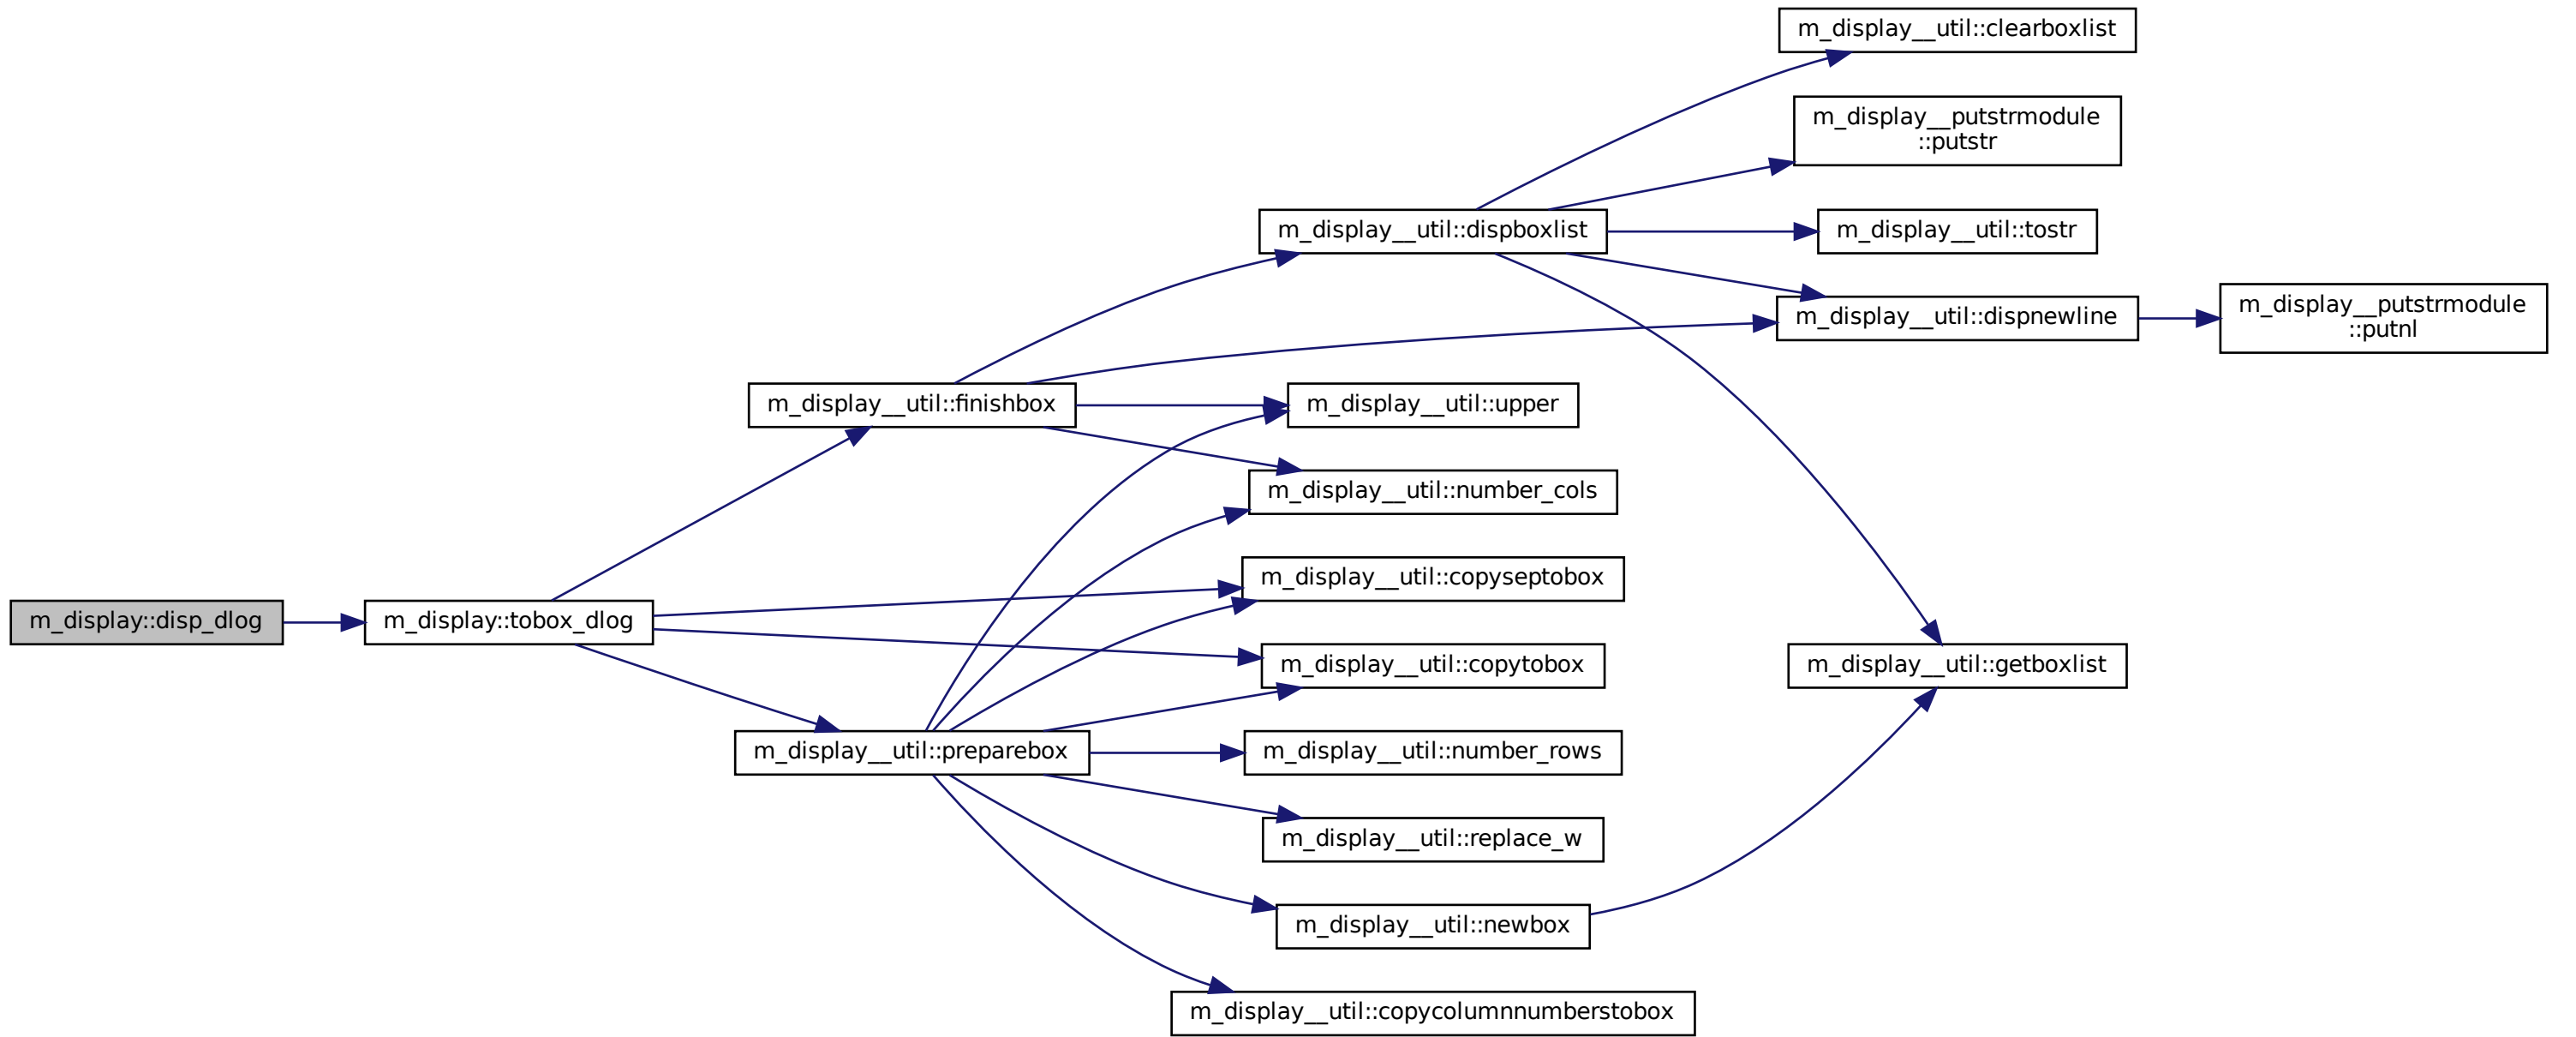 m_display__util::clearboxlist
m_display__putstrmodule
::putstr
m_display__util::dispboxlist
m_display__util::tostr
m_display__util::dispnewline
m_display__putstrmodule
::putnl
m_display__util::finishbox
m_display__util::upper
m_display__util::number_cols
m_display__util::copyseptobox
m_display::disp_dlog
m_display::tobox_dlog
m_display__util::copytobox
m_display__util::getboxlist
m_display__util::preparebox
m_display__util::number_rows
m_display__util::replace_w
m_display__util::newbox
m_display__util::copycolumnnumberstobox